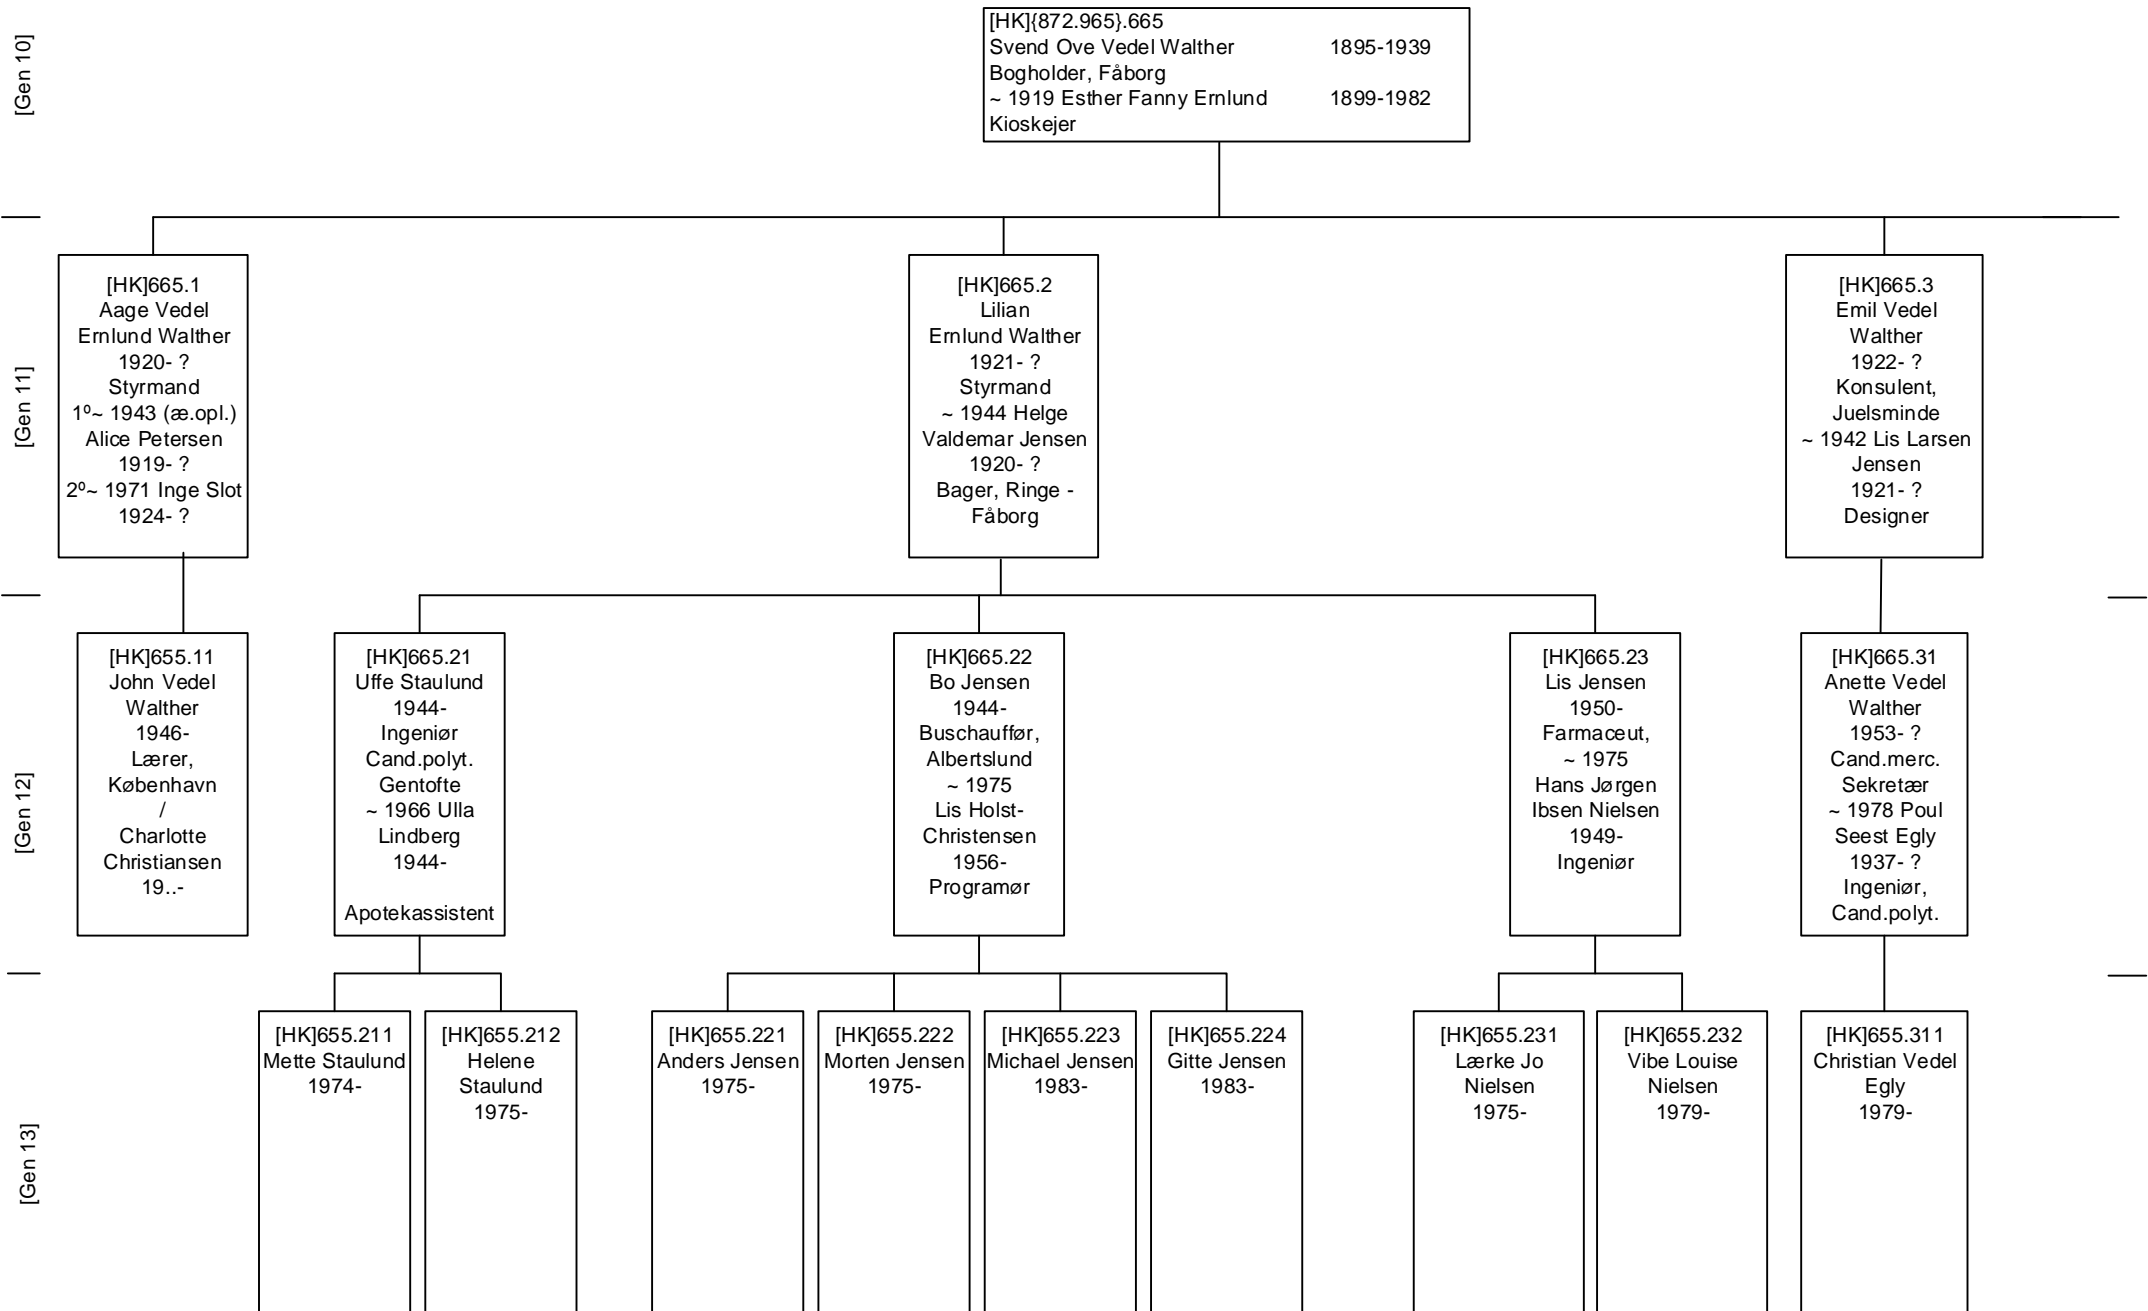 [Gen 10]
[HK]{872.965}.665
Svend Ove Vedel Walther 1895-1939
Bogholder, Fåborg
~ 1919 Esther Fanny Ernlund 1899-1982
Kioskejer
[Gen 11]
[HK]665.1
Aage Vedel
Ernlund Walther
1920- ?
Styrmand
1º~ 1943 (æ.opl.)
Alice Petersen
1919- ?
2º~ 1971 Inge Slot
1924- ?
[HK]665.2
Lilian
Ernlund Walther
1921- ?
Styrmand
~ 1944 Helge
Valdemar Jensen
1920- ?
Bager, Ringe -
Fåborg
[HK]665.3
Emil Vedel
Walther
1922- ?
Konsulent,
Juelsminde
~ 1942 Lis Larsen
Jensen
1921- ?
Designer
[Gen 12]
[HK]655.11
John Vedel
Walther
1946-
Lærer,
København
/
Charlotte
Christiansen
19..-
[HK]665.21
Uffe Staulund
1944-
Ingeniør
Cand.polyt.
Gentofte
~ 1966 Ulla
Lindberg
1944-
Apotekassistent
[HK]665.22
Bo Jensen
1944-
Buschauffør,
Albertslund
~ 1975
Lis Holst-
Christensen
1956-
Programør
[HK]665.23
Lis Jensen
1950-
Farmaceut,
~ 1975
Hans Jørgen
Ibsen Nielsen
1949-
Ingeniør
[HK]665.31
Anette Vedel
Walther
1953- ?
Cand.merc.
Sekretær
~ 1978 Poul
Seest Egly
1937- ?
Ingeniør,
Cand.polyt.
[Gen 13]
[HK]655.211
Mette Staulund
1974-
[HK]655.212
Helene
Staulund
1975-
[HK]655.221
Anders Jensen
1975-
[HK]655.222
Morten Jensen
1975-
[HK]655.223
Michael Jensen
1983-
[HK]655.224
Gitte Jensen
1983-
[HK]655.231
Lærke Jo
Nielsen
1975-
[HK]655.232
Vibe Louise
Nielsen
1979-
[HK]655.311
Christian Vedel
Egly
1979-